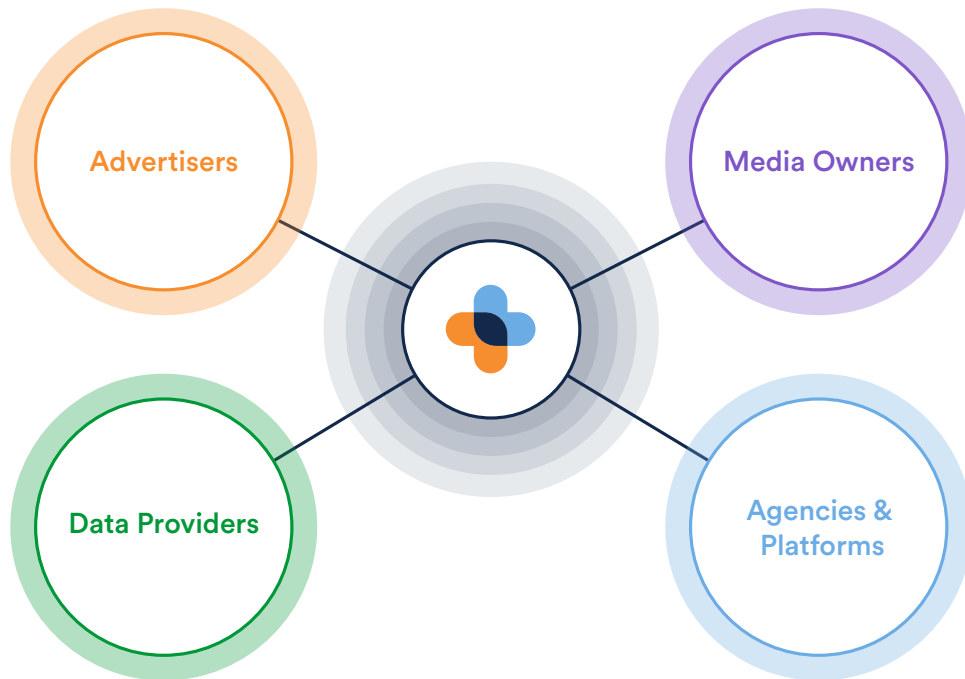 Advertisers
Media Owners
Data Providers
Agencies &
Platforms